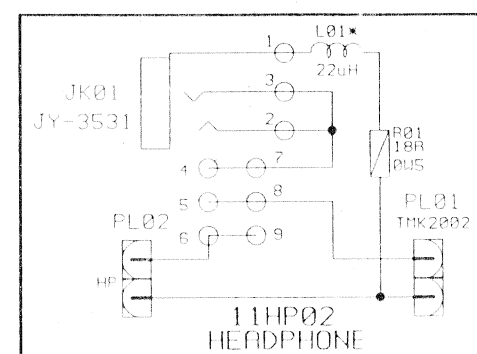 1
L01*
22uH
3
JK01
JY-3531
2
R01
18R
0W5
4
7
5
8
PL01
TMK2002
PL02
6
9
HP
11HP02
HEADPHONE